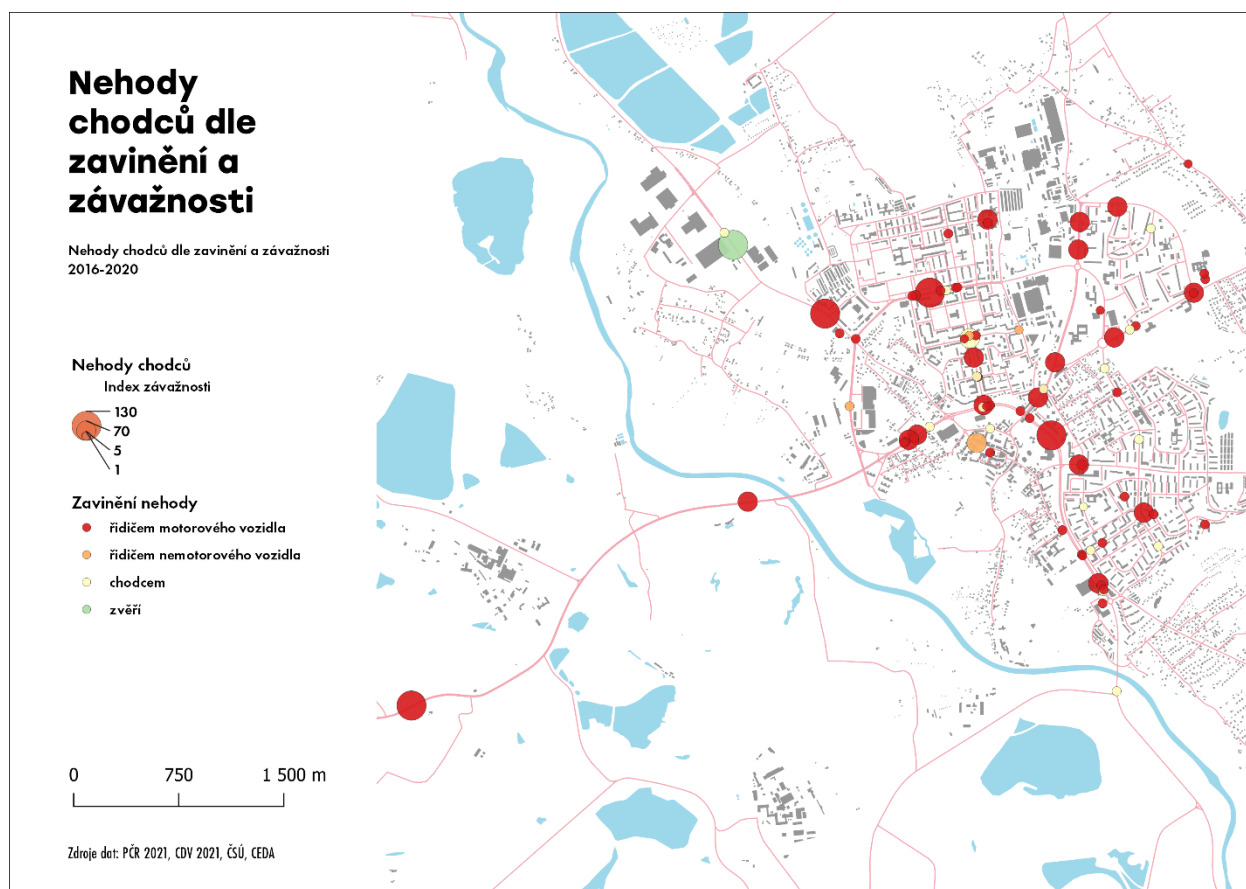 Nehody
chodců dle
zavinění a
závažnosti
Nehody chodců dle zavinění a závažnosti
2016-2020
Nehody chodců
Index závažnosti
130
70
5
1
Zavinění nehody
řidičem motorového vozidla
řidičem nemotorového vozidla
chodcem
zvěří
0 750 1 500 m
Zdroje dat: PČR 2021, CDV 2021, ČSÚ, CEDA